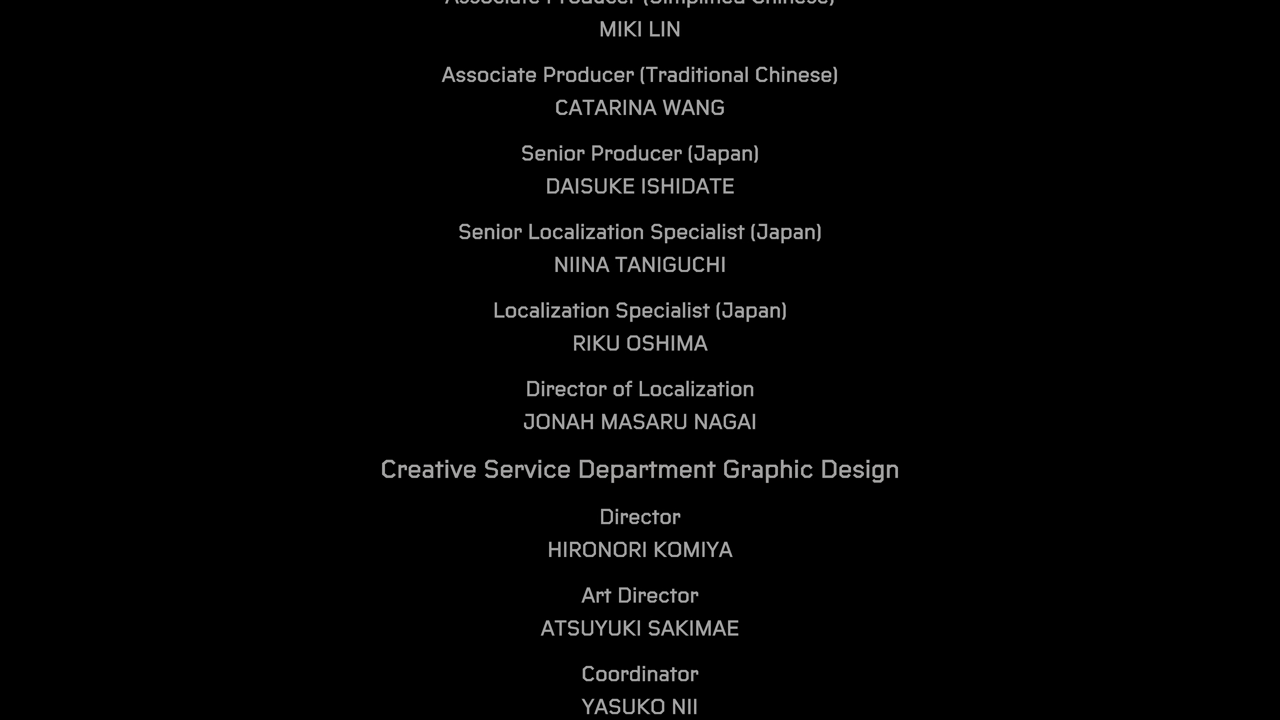 Associate Producer (Simplified Chinese)
MIKI LIN
Associate Producer (Traditional Chinese)
CATARINA WANG
Senior Producer (Japan)
DAISUKE ISHIDATE
Senior Localization Specialist (Japan)
NIINA TANIGUCHI
Localization Specialist (Japan)
RIKU OSHIMA
Director of Localization
JONAH MASARU NAGAI
Creative Service Department Graphic Design
Director
HIRONORI KOMIYA
Art Director
ATSUYUKI SAKIMAE
Coordinator
YASUKO NII